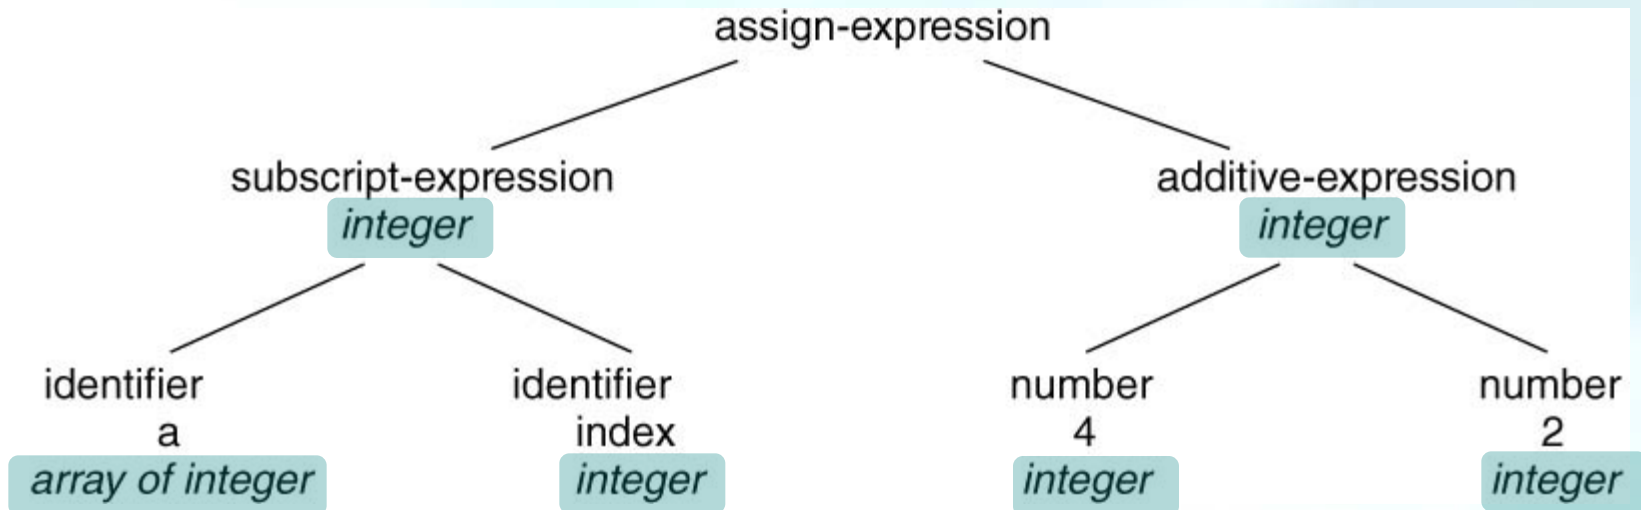 assign-expression
subscript-expression
integer
additive-expression
integer
identifier
a
array of integer
identifier
index
integer
number
4
integer
number
2
integer